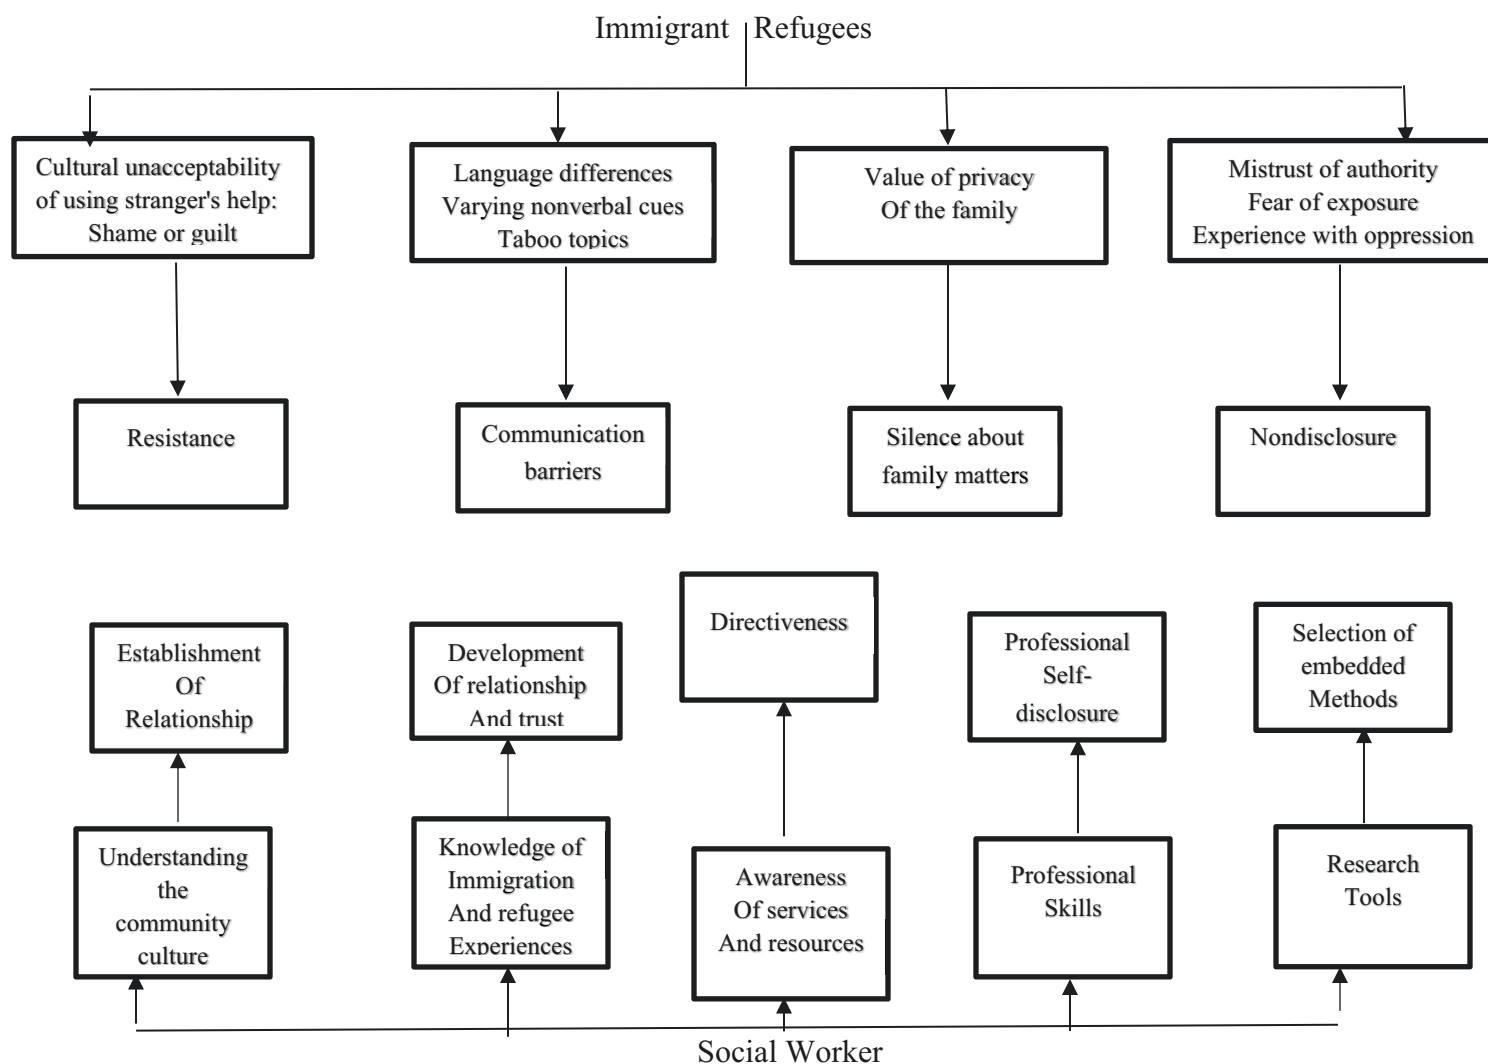 Immigrant Refugees
Cultural unacceptability
of using stranger's help:
Shame or guilt
Language differences
Varying nonverbal cues
Taboo topics
Value of privacy
Of the family
Mistrust of authority
Fear of exposure
Experience with oppression
Resistance
Communication
barriers
Silence about
family matters
Nondisclosure
Establishment
Of
Relationship
Development
Of relationship
And trust
Directiveness
Professional
Self-
disclosure
Selection of
embedded
Methods
Understanding
the
community
culture
Knowledge of
Immigration
And refugee
Experiences
Awareness
Of services
And resources
Professional
Skills
Research
Tools
Social Worker